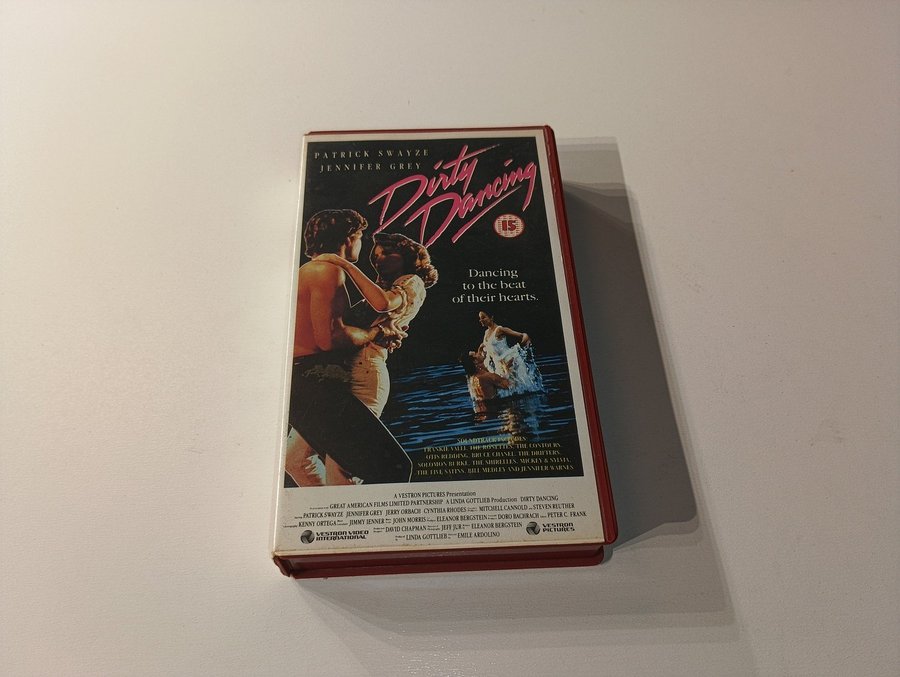 PATRICK SWAYZE
JENNIFER GREY
Dirty
Dancing
15
Dancing
to the beat
of their hearts.
SOUNDTRACK INCLUDES:
FRANKIE VALLI, THE RONETTES, THE CONTOURS,
OTIS REDDING, BRUCE CHANEL, THE DRIFTERS,
SOLOMON BURKE, THE SHIRELLES, MICKEY & SYLVIA,
THE FIVE SATINS, BILL MEDLEY AND JENNIFER WARNES
A VESTRON PICTURES Presentation
GREAT AMERICAN FILMS LIMITED PARTNERSHIP A LINDA GOTTLIEB Production DIRTY DANCING
PATRICK SWAYZE JENNIFER GREY JERRY ORBACH CYNTHIA RHODES MITCHELL CANNOLD STEVEN REUTHER
KENNY ORTEGA JIMMY IENNER JOHN MORRIS ELEANOR BERGSTEIN DORO BACHRACH PETER C. FRANK
DAVID CHAPMAN JEFF JUR ELEANOR BERGSTEIN
LINDA GOTTLIEB EMILE ARDOLINO
VESTRON VIDEO
INTERNATIONAL
VESTRON
PICTURES